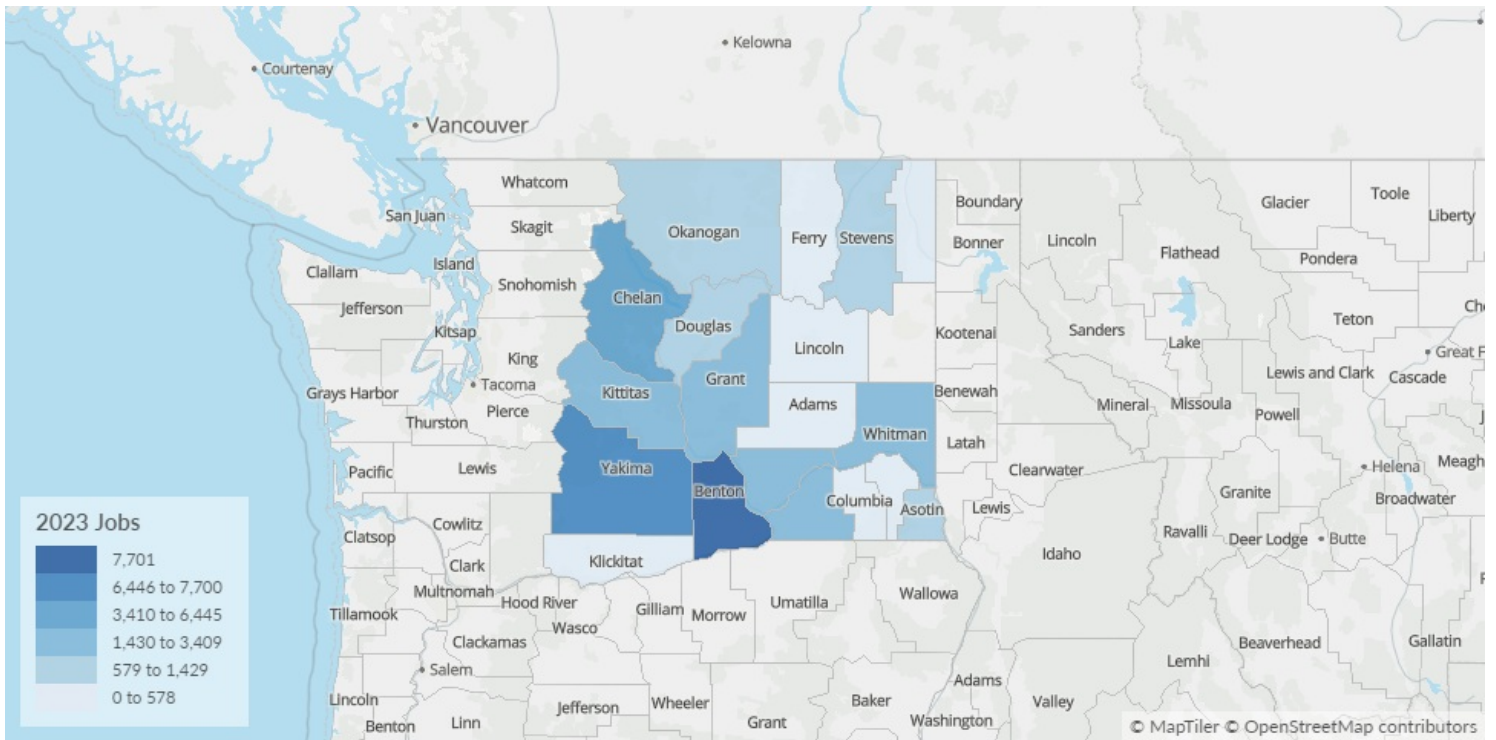 Kelowna
Courtenay
Vancouver
Whatcom
San Juan
Skagit
Okanogan
Ferry
Stevens
Boundary
Glacier
Toole
Liberty
Bonner
Lincoln
Flathead
Pondera
Clallam
Island
Snohomish
Jefferson
Kitsap
Chelan
Douglas
Lincoln
Kootenai
Sanders
Lake
Teton
Great F
King
Tacoma
Grant
Lewis and Clark
Cascade
Grays Harbor
Kittitas
Adams
Benewah
Mineral
Missoula
Powell
Pierce
Thurston
Whitman
Latah
Pacific
Lewis
Yakima
Clearwater
Helena
Meagh
Benton
Columbia
Asotin
Lewis
Granite
Broadwater
Cowlitz
Clatsop
Ravalli
Deer Lodge
Butte
Klickitat
Clark
Idaho
Multnomah
Hood River
Tillamook
Gilliam
Morrow
Umatilla
Wallowa
Wasco
Clackamas
Beaverhead
Gallatin
Salem
Lemhi
Lincoln
Jefferson
Wheeler
Baker
Adams
Valley
Benton
Linn
Grant
Washington
2023 Jobs
7,701
6,446 to 7,700
3,410 to 6,445
1,430 to 3,409
579 to 1,429
0 to 578
© MapTiler © OpenStreetMap contributors